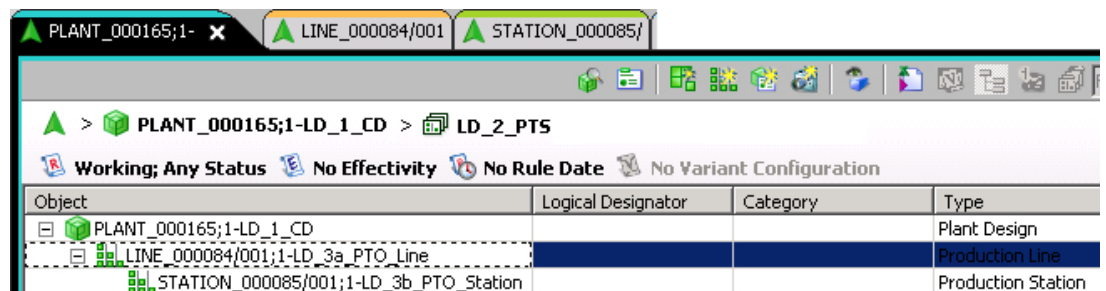 PLANT_000165;1- LINE_000084/001 STATION_000085/
> PLANT_000165;1-LD_1_CD > LD_2_PTS
Working; Any Status No Effectivity No Rule Date No Variant Configuration
Object Logical Designator Category Type
PLANT_000165;1-LD_1_CD Plant Design
LINE_000084/001;1-LD_3a_PTO_Line Production Line
STATION_000085/001;1-LD_3b_PTO_Station Production Station